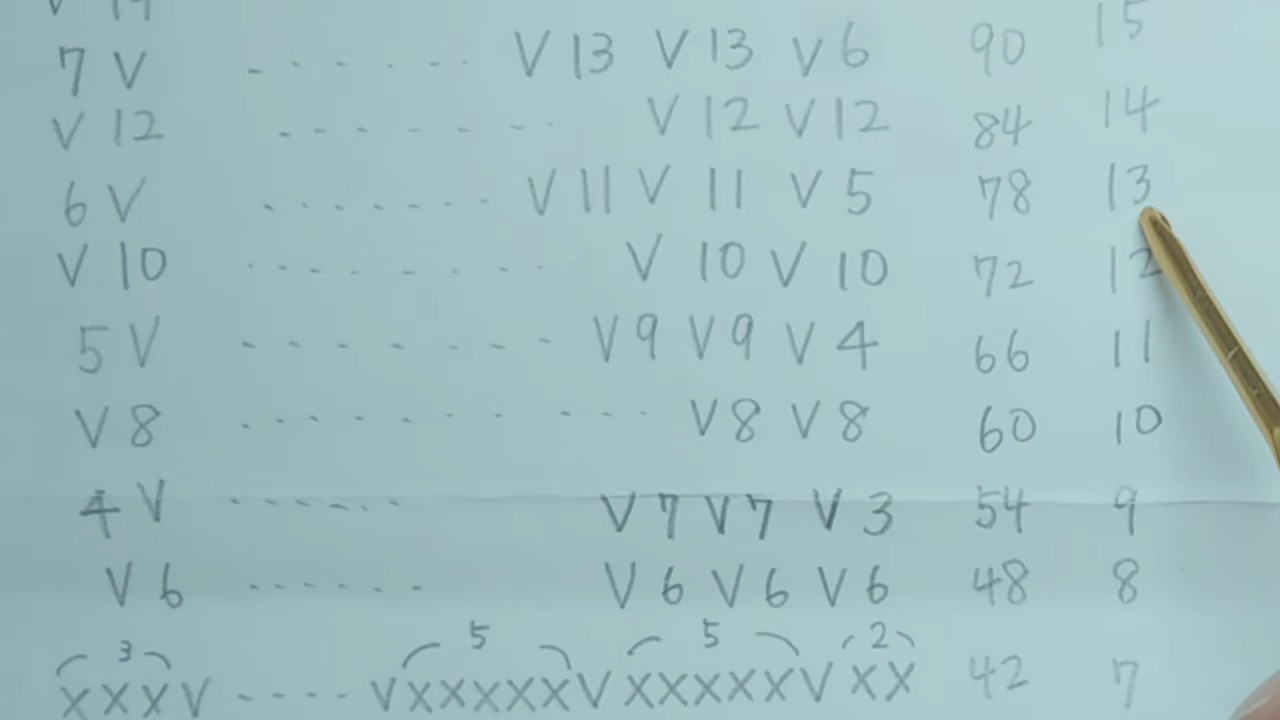 7 V - - - - - - V 13 V 13 V 6 90 15
V 12 - - - - - - - V 12 V 12 84 14
6 V - - - - - - - V 11 V 11 V 5 78 13
V 10 - - - - - - - V 10 V 10 72 12
5 V - - - - - - - V 9 V 9 V 4 66 11
V 8 - - - - - - - - - - V 8 V 8 60 10
4 V - - - - - - V 7 V 7 V 3 54 9
V 6 - - - - - - V 6 V 6 V 6 48 8
3 5 5 2
XXXV - - - - VXXXXXVXXXXXVXX 42 7